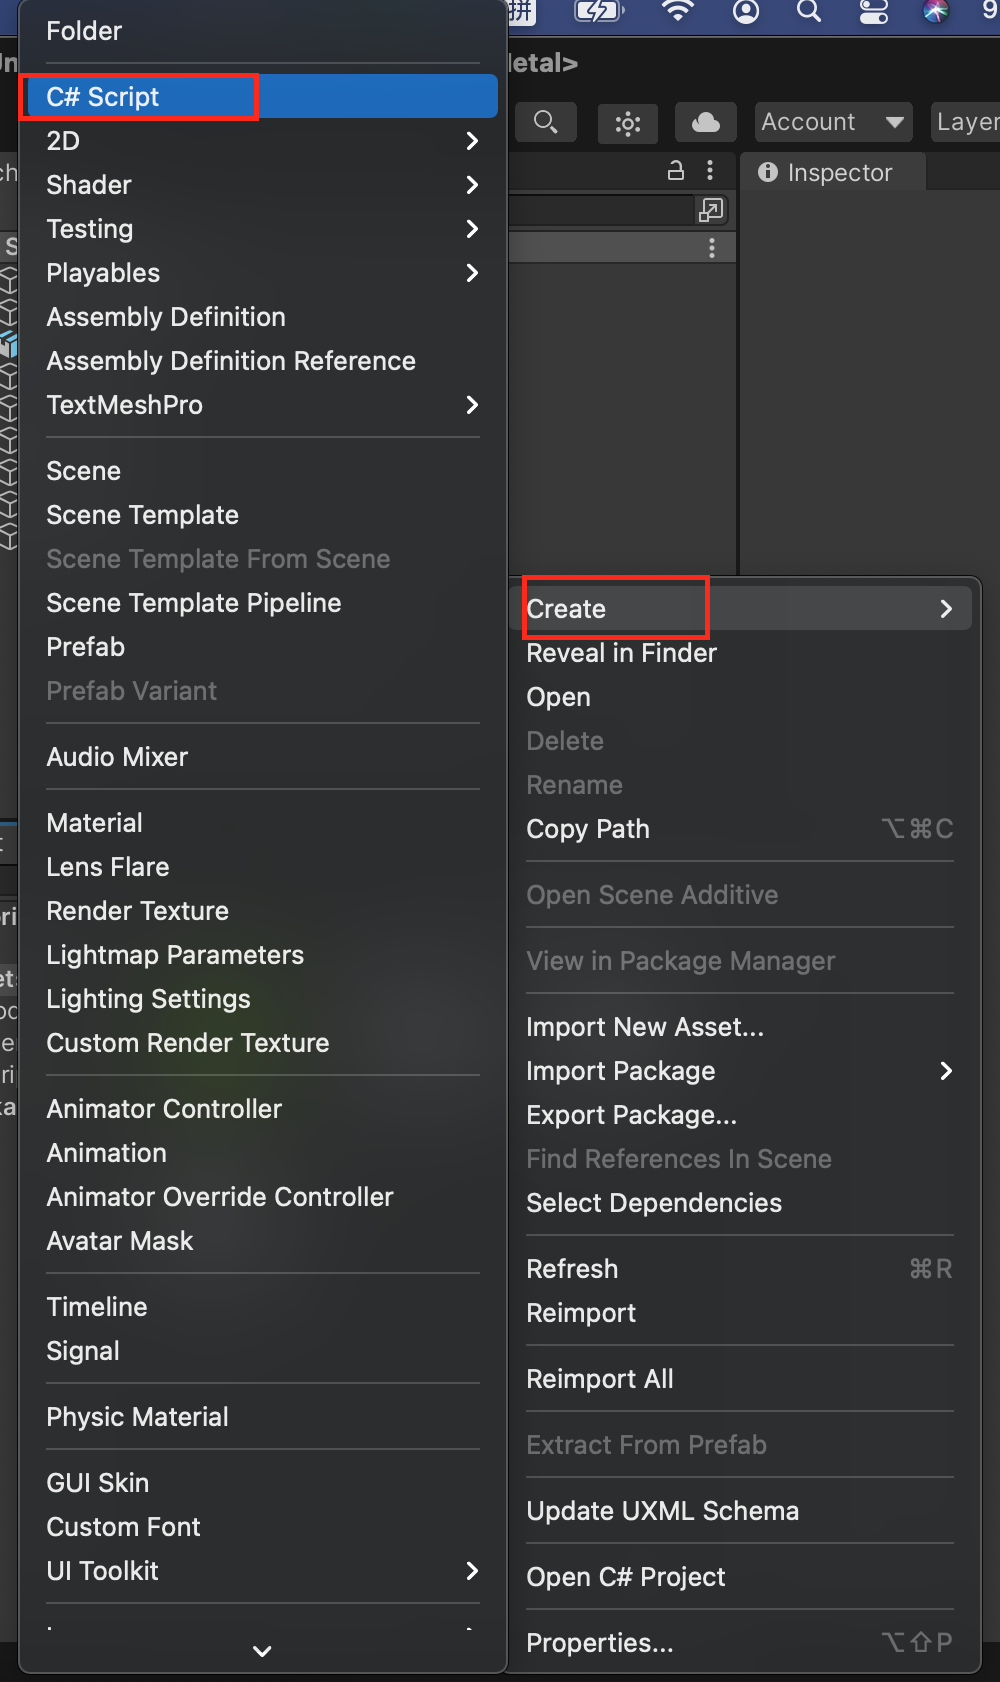 拼
9
Folder
C# Script
2D
Shader
Testing
Playables
Assembly Definition
Assembly Definition Reference
TextMeshPro
Scene
Scene Template
Scene Template From Scene
Scene Template Pipeline
Prefab
Prefab Variant
Audio Mixer
Material
Lens Flare
Render Texture
Lightmap Parameters
Lighting Settings
Custom Render Texture
Animator Controller
Animation
Animator Override Controller
Avatar Mask
Timeline
Signal
Physic Material
GUI Skin
Custom Font
UI Toolkit
etal>
Account
Layer
Inspector
Create
Reveal in Finder
Open
Delete
Rename
Copy Path ⌥⌘C
Open Scene Additive
View in Package Manager
Import New Asset...
Import Package
Export Package...
Find References In Scene
Select Dependencies
Refresh ⌘R
Reimport
Reimport All
Extract From Prefab
Update UXML Schema
Open C# Project
Properties... ⌥⇧P